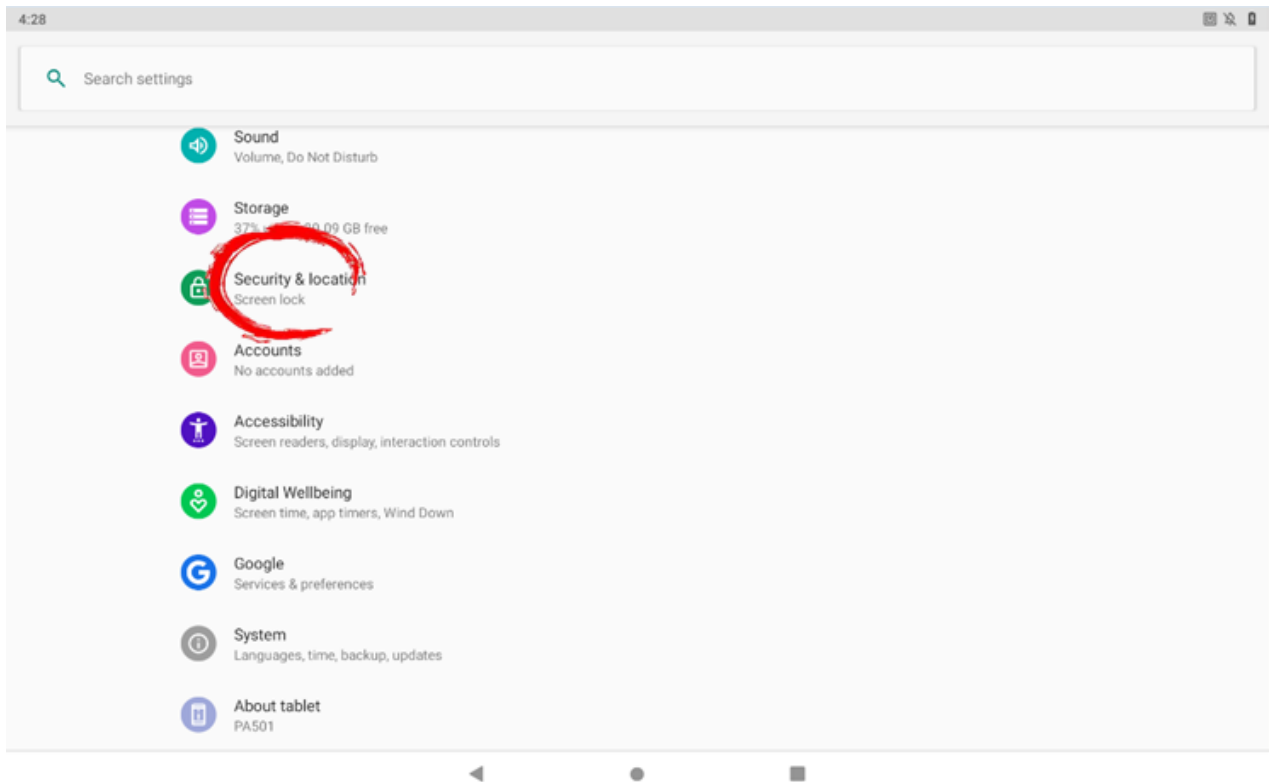 4:28
Search settings
Sound
Volume, Do Not Disturb
Storage
37% 09 GB free
Security & location
Screen lock
Accounts
No accounts added
Accessibility
Screen readers, display, interaction controls
Digital Wellbeing
Screen time, app timers, Wind Down
Google
Services & preferences
System
Languages, time, backup, updates
About tablet
PA501